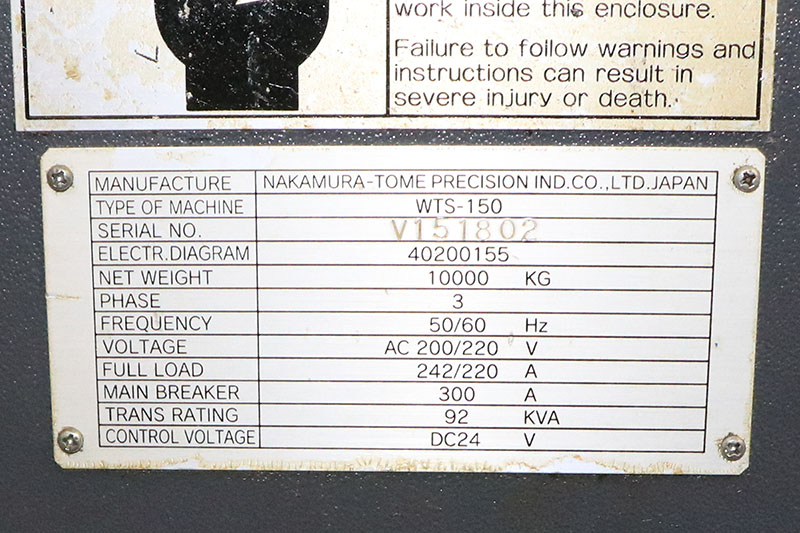 work inside this enclosure.
Failure to follow warnings and
instructions can result in
severe injury or death.
MANUFACTURE NAKAMURA-TOME PRECISION IND.CO.,LTD.JAPAN
TYPE OF MACHINE WTS-150
SERIAL NO. V151802
ELECTR.DIAGRAM 40200155
NET WEIGHT 10000 KG
PHASE 3
FREQUENCY 50/60 Hz
VOLTAGE AC 200/220 V
FULL LOAD 242/220 A
MAIN BREAKER 300 A
TRANS RATING 92 KVA
CONTROL VOLTAGE DC24 V